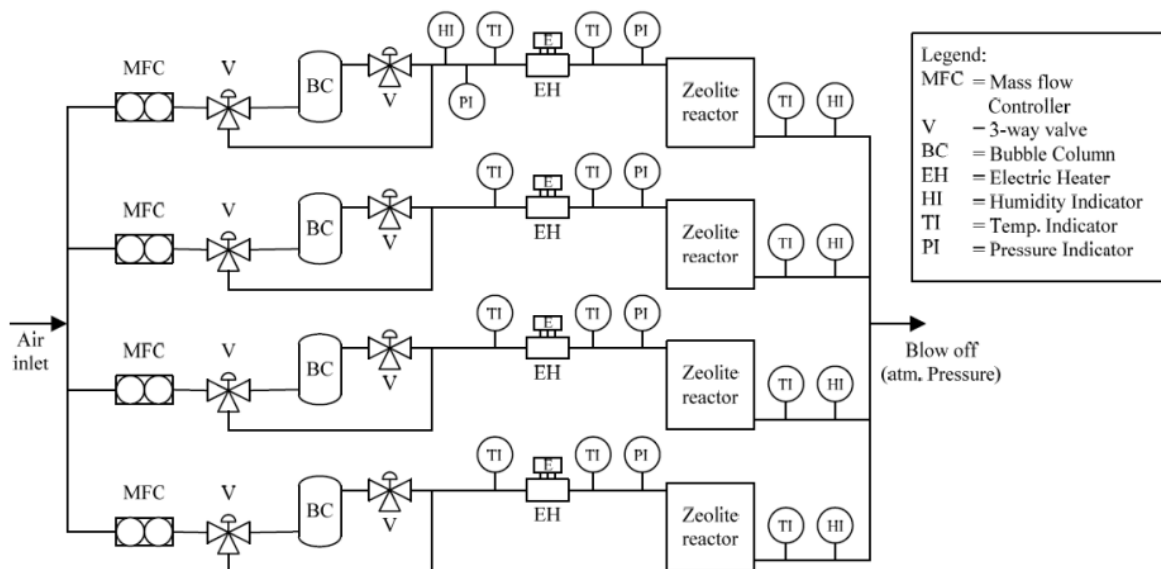 HI
TI
E
TI
PI
MFC
V
BC
V
PI
EH
Zeolite
reactor
TI
HI
MFC
V
BC
V
TI
E
EH
TI
PI
Zeolite
reactor
TI
HI
MFC
V
BC
V
TI
E
EH
TI
PI
Zeolite
reactor
TI
HI
MFC
V
BC
V
TI
E
EH
TI
PI
Zeolite
reactor
TI
HI
Air
inlet
Blow off
(atm. Pressure)
Legend:
MFC = Mass flow
Controller
V = 3-way valve
BC = Bubble Column
EH = Electric Heater
HI = Humidity Indicator
TI = Temp. Indicator
PI = Pressure Indicator